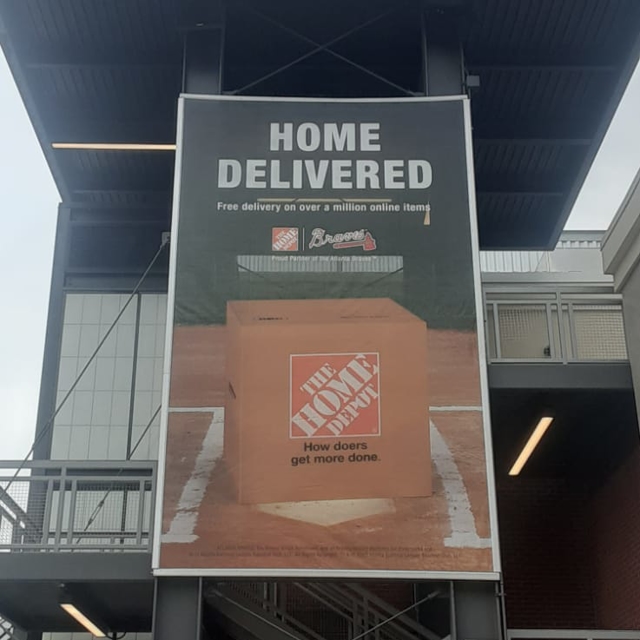 HOME
DELIVERED
Free delivery on over a million online items
THE HOME DEPOT
Braves
Proud Partner of the Atlanta Braves
THE
HOME
DEPOT
How doers
get more done.